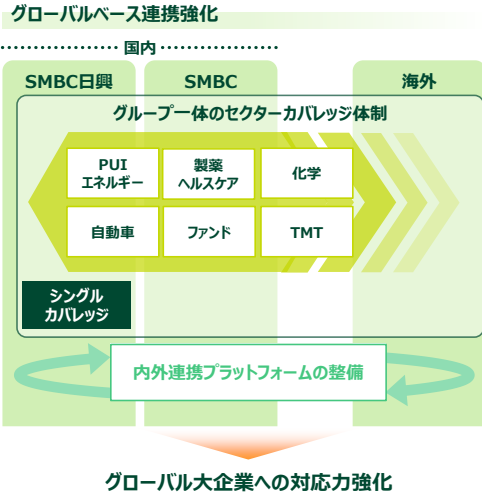 グローバルベース連携強化
国内
SMBC日興
SMBC
海外
グループ一体のセクターカバレッジ体制
PUI
エネルギー
製薬
ヘルスケア
化学
自動車
ファンド
TMT
シングル
カバレッジ
内外連携プラットフォームの整備
グローバル大企業への対応力強化